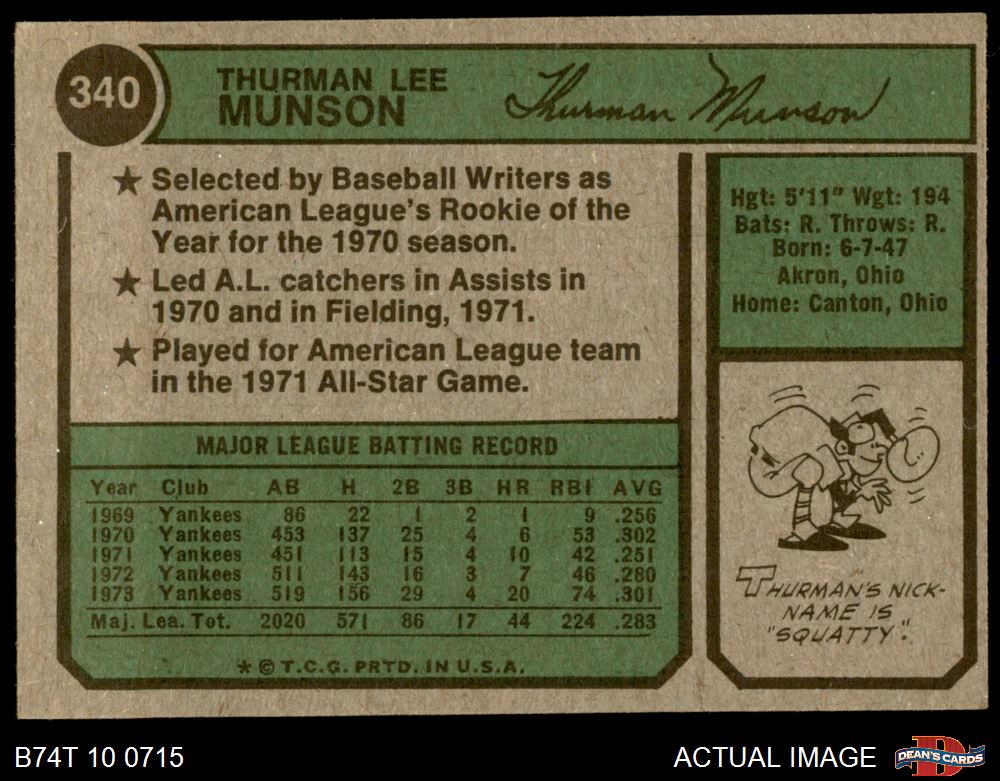 340
THURMAN LEE
MUNSON
Thurman Munson
★ Selected by Baseball Writers as
American League's Rookie of the
Year for the 1970 season.
★ Led A.L. catchers in Assists in
1970 and in Fielding, 1971.
★ Played for American League team
in the 1971 All-Star Game.
Hgt: 5'11" Wgt: 194
Bats: R. Throws: R.
Born: 6-7-47
Akron, Ohio
Home: Canton, Ohio
MAJOR LEAGUE BATTING RECORD
Year Club AB H 2B 3B HR RBI AVG
1969 Yankees 86 22 1 2 1 9 .256
1970 Yankees 453 137 25 4 6 53 .302
1971 Yankees 451 113 15 4 10 42 .251
1972 Yankees 511 143 16 3 7 46 .280
1973 Yankees 519 156 29 4 20 74 .301
Maj. Lea. Tot. 2020 571 86 17 44 224 .283
* © T.C.G. PRTD. IN U.S.A.
THURMAN'S NICK-
NAME IS
"SQUATTY".
B74T 10 0715
ACTUAL IMAGE
D
DEAN'S CARDS